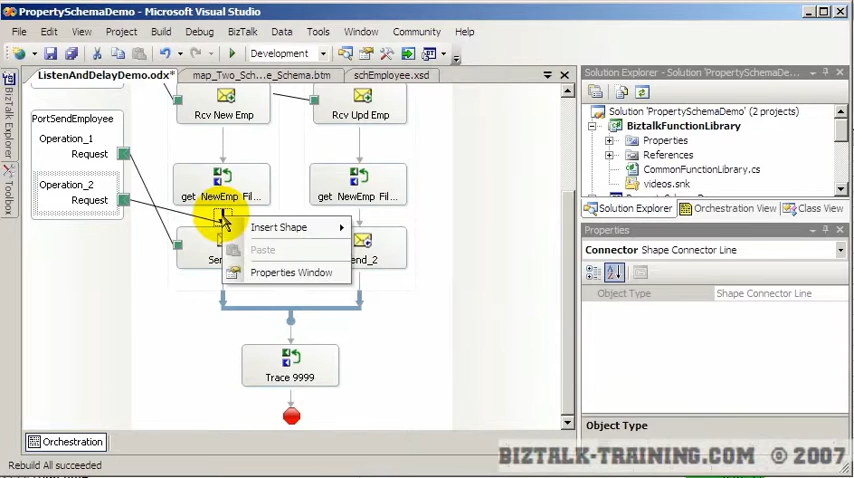 PropertySchemaDemo - Microsoft Visual Studio
File Edit View Project Build Debug BizTalk Data Tools Window Community Help
Development
ListenAndDelayDemo.odx* map_Two_Sch...e_Schema.btm schEmployee.xsd
BizTalk Explorer
Toolbox
PortSendEmployee
Operation_1
Request
Operation_2
Request
Rcv New Emp
Rcv Upd Emp
get NewEmp Fil...
get NewEmp Fil...
Insert Shape
Paste
Properties Window
Trace 9999
Orchestration
Rebuild All succeeded
Solution Explorer - Solution "PropertySchemaDe...
Solution 'PropertySchemaDemo' (2 projects)
BiztalkFunctionLibrary
Properties
References
CommonFunctionLibrary.cs
videos.snk
Solution Explorer Orchestration View Class View
Properties
Connector Shape Connector Line
Object Type Shape Connector Line
Object Type
BIZTALK-TRAINING.COM © 2007